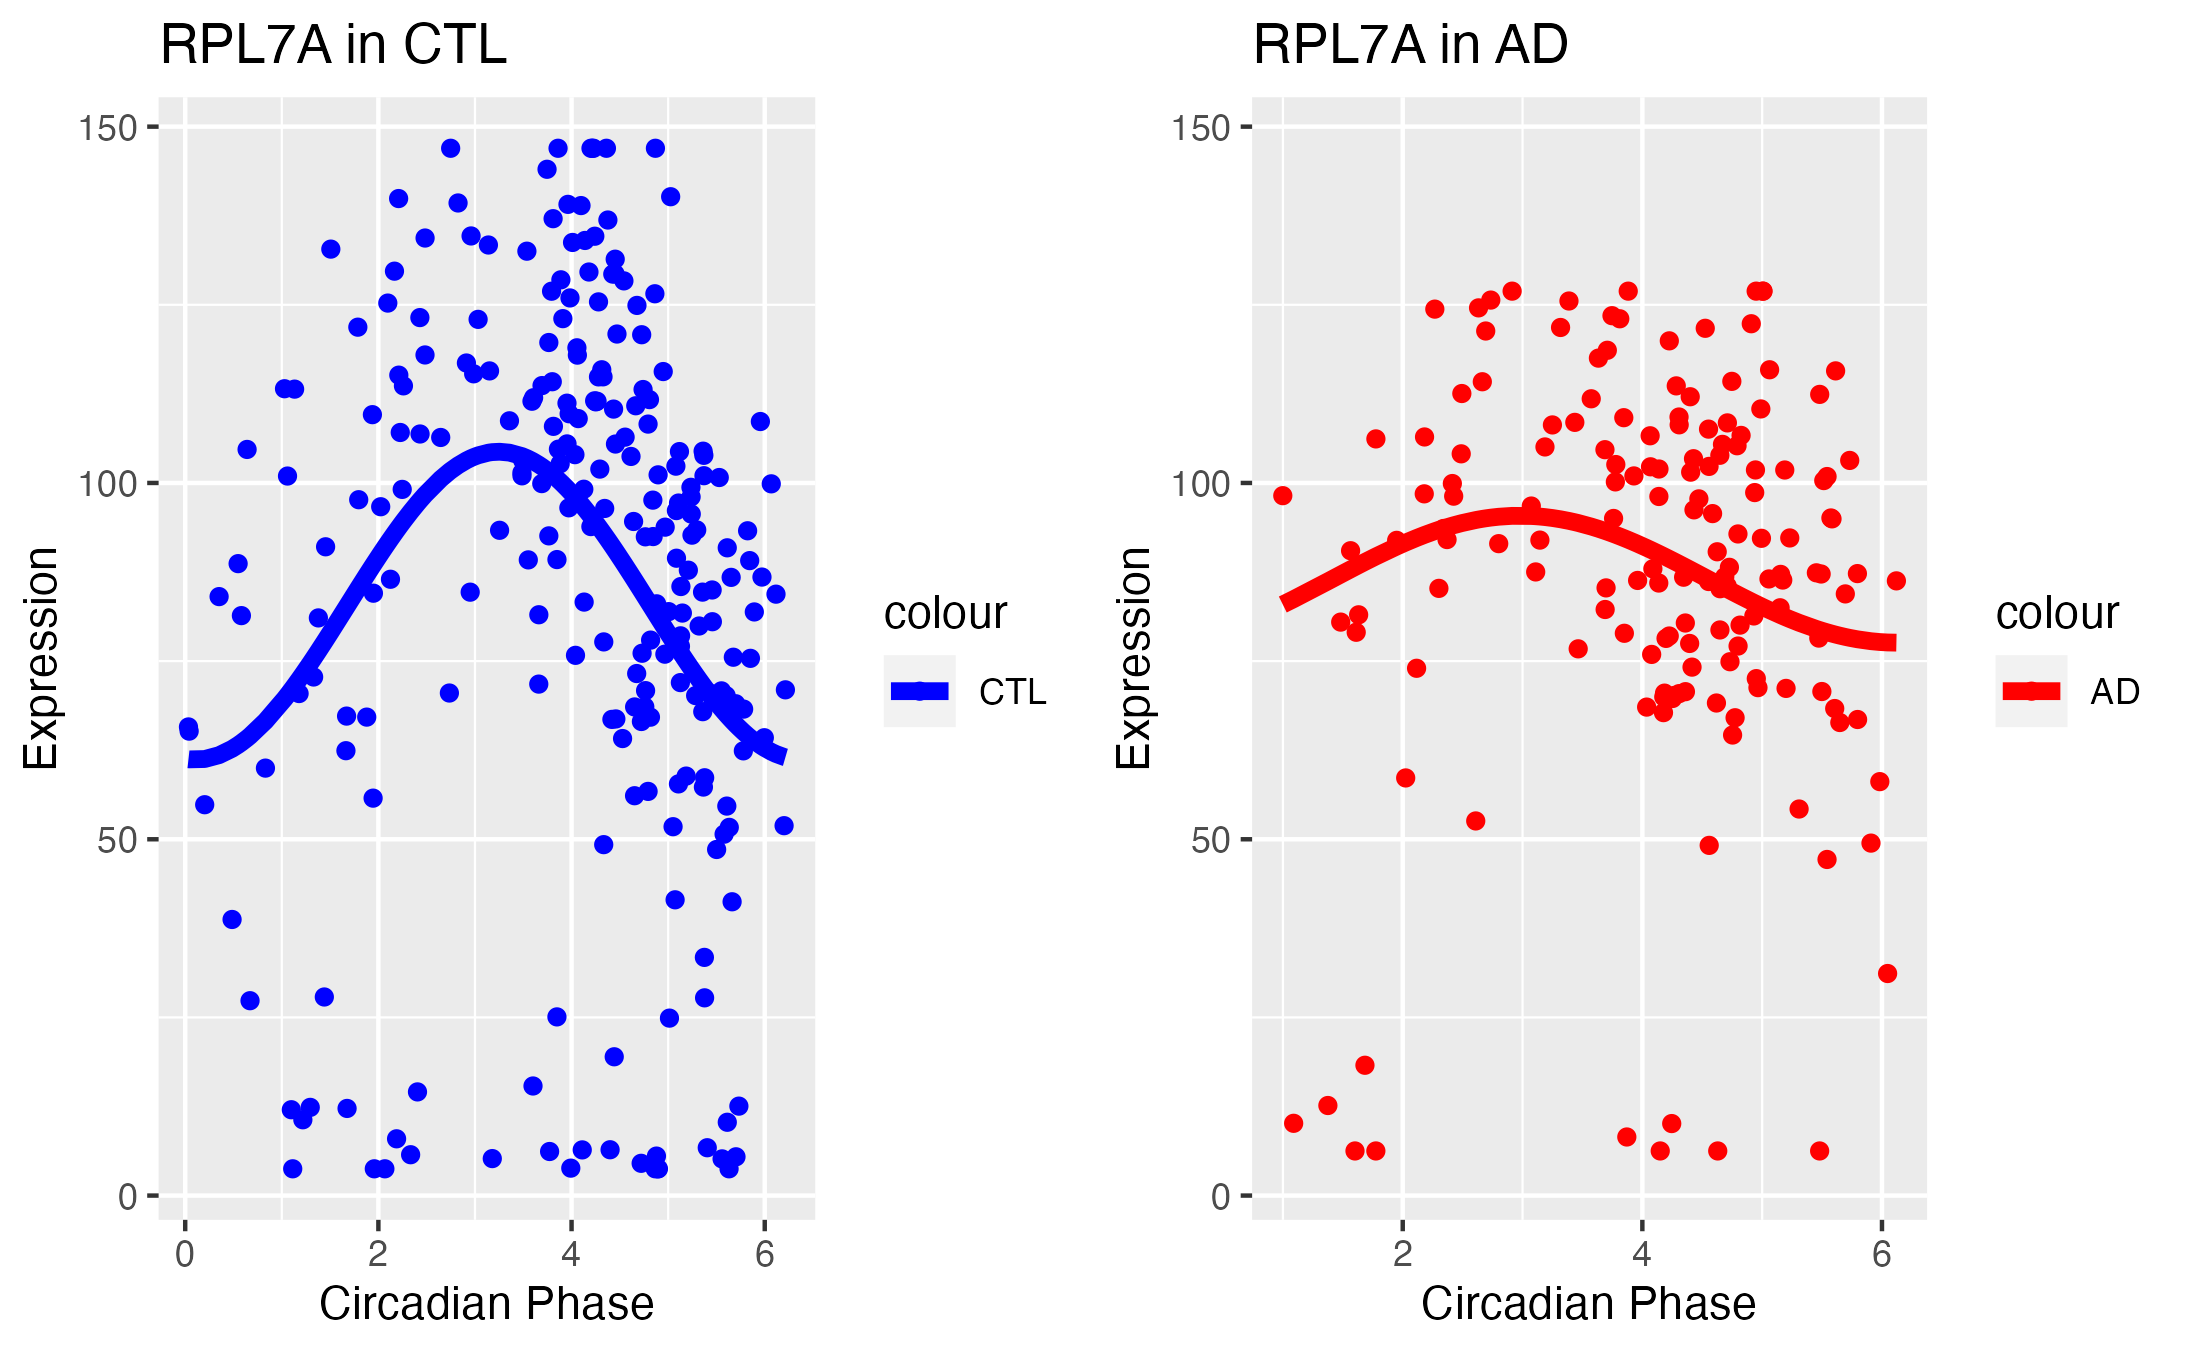 RPL7A in CTL
150
100
50
0
Expression
0 2 4 6
Circadian Phase
colour
CTL
RPL7A in AD
150
100
50
0
Expression
2 4 6
Circadian Phase
colour
AD